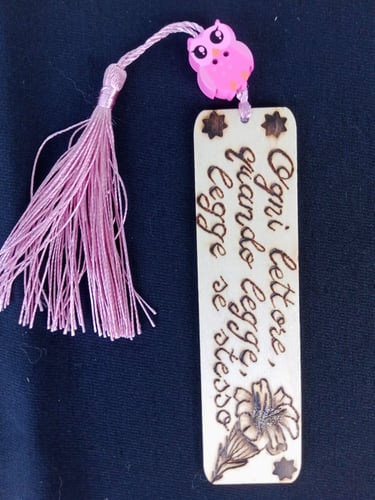 Ogni lettore,
quando legge,
legge se stesso.